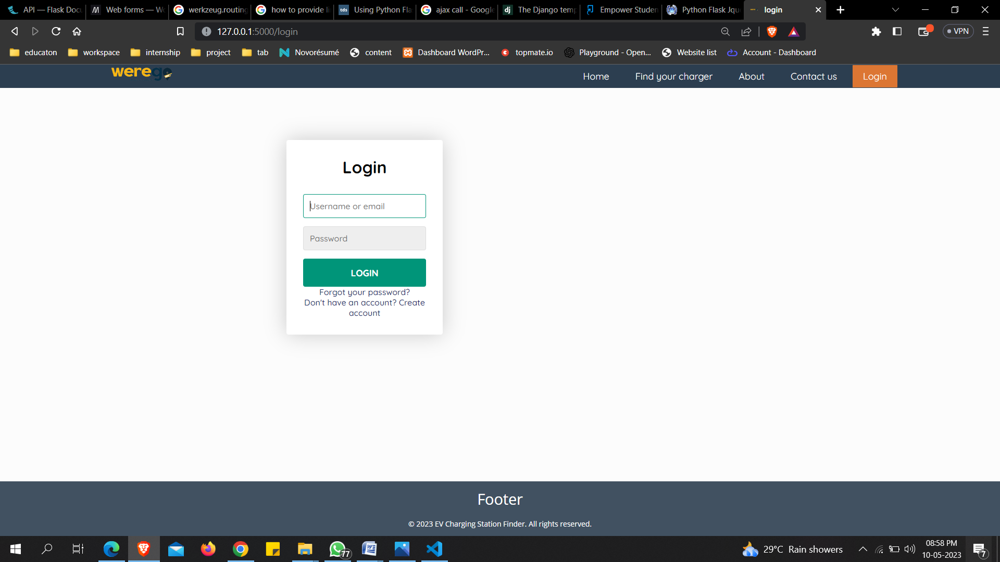 API — Flask Docu
Web forms — Wo
werkzeug.routing
how to provide li
tds
Using Python Fla
ajax call - Google
dj
The Django temp
Empower Studen
Python Flask Jqu
login
127.0.0.1:5000/login
VPN
educaton
workspace
internship
project
tab
Novorésumé
content
Dashboard WordPr...
topmate.io
Playground - Open...
Website list
Account - Dashboard
werego
Home
Find your charger
About
Contact us
Login
Login
Username or email
Password
LOGIN
Forgot your password?
Don't have an account? Create
account
Footer
© 2023 EV Charging Station Finder. All rights reserved.
77
29°C Rain showers
08:58 PM
10-05-2023
7